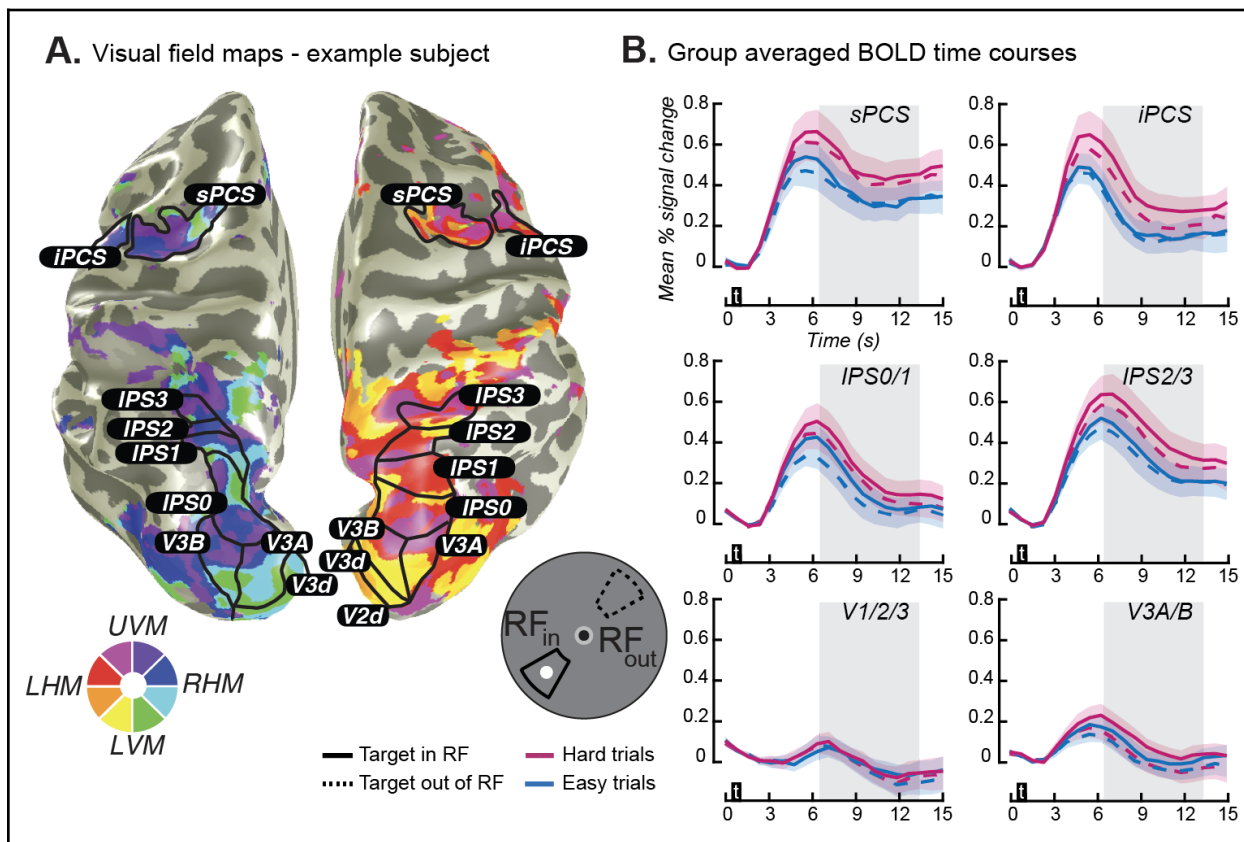 A. Visual field maps - example subject
sPCS
iPCS
IPS3
IPS2
IPS1
IPS0
V3B
V3A
V3d
sPCS
iPCS
IPS3
IPS2
IPS1
IPS0
V3B
V3A
V3d
V2d
UVM
LHM
RHM
LVM
RFin
RFout
Target in RF
Target out of RF
Hard trials
Easy trials
B. Group averaged BOLD time courses
sPCS
Mean % signal change
0.8
0.6
0.4
0.2
0
t
0 3 6 9 12 15
Time (s)
iPCS
0.8
0.6
0.4
0.2
0
t
0 3 6 9 12 15
IPS0/1
0.8
0.6
0.4
0.2
0
t
0 3 6 9 12 15
IPS2/3
0.8
0.6
0.4
0.2
0
t
0 3 6 9 12 15
V1/2/3
0.8
0.6
0.4
0.2
0
t
0 3 6 9 12 15
V3A/B
0.8
0.6
0.4
0.2
0
t
0 3 6 9 12 15